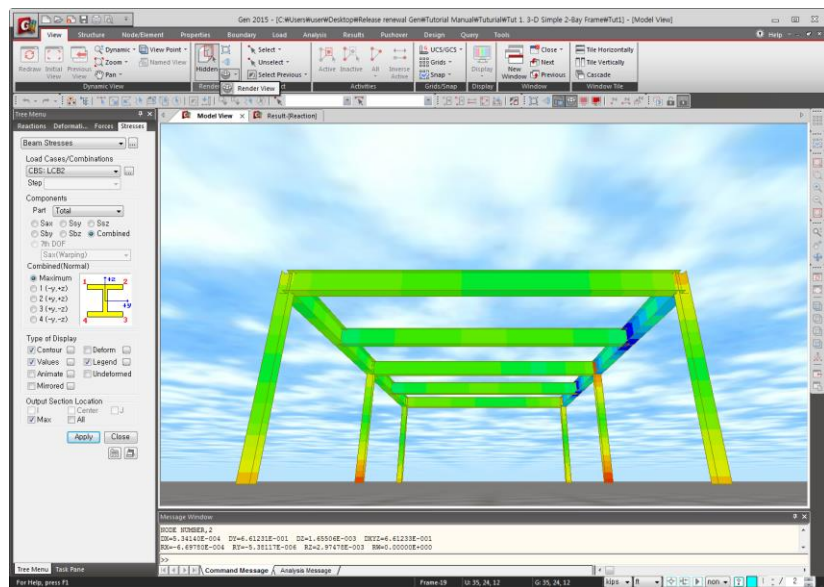 Gen 2015 - [C:₩Users₩user₩Desktop₩Release renewal Gen₩Tutorial Manual₩Tutorial₩Tut 1. 3-D Simple 2-Bay Frame₩Tut1] - [Model View]
View Structure Node/Element Properties Boundary Load Analysis Results Pushover Design Query Tools Help
Redraw Initial View Previous View Dynamic Zoom Pan View Point Named View
Hidden Select Unselect Select Previous
Active Inactive All Inverse Active
UCS/GCS Grids Snap Display
New Window Close Next Previous
Tile Horizontally Tile Vertically Cascade
Dynamic View Render Activities Grids/Snap Display Window Window Tile
Render View
Tree Menu
Reactions Deformati... Forces Stresses
Model View Result-[Reaction]
Beam Stresses
Load Cases/Combinations
CBS: LCB2
Step
Components
Part Total
Sax Ssy Ssz
Sby Sbz Combined
7th DOF
Sax(Warping)
Combined(Normal)
Maximum
1 (-y,+z)
2 (+y,+z)
3 (+y,-z)
4 (-y,-z)
1 +z 2
+y
4 3
Type of Display
Contour Deform
Values Legend
Animate Undeformed
Mirrored
Output Section Location
I Center J
Max All
Apply Close
Message Window
NODE NUMBER,2
DX=5.34140E-004 DY=6.61231E-001 DZ=1.65506E-003 DXYZ=6.61233E-001
RX=-6.69750E-004 RY=-5.38117E-006 RZ=2.97478E-003 RW=0.00000E+000
>>
Tree Menu Task Pane
Command Message Analysis Message
For Help, press F1
Frame-19 U: 35, 24, 12 G: 35, 24, 12 kips ft non 1 / 2